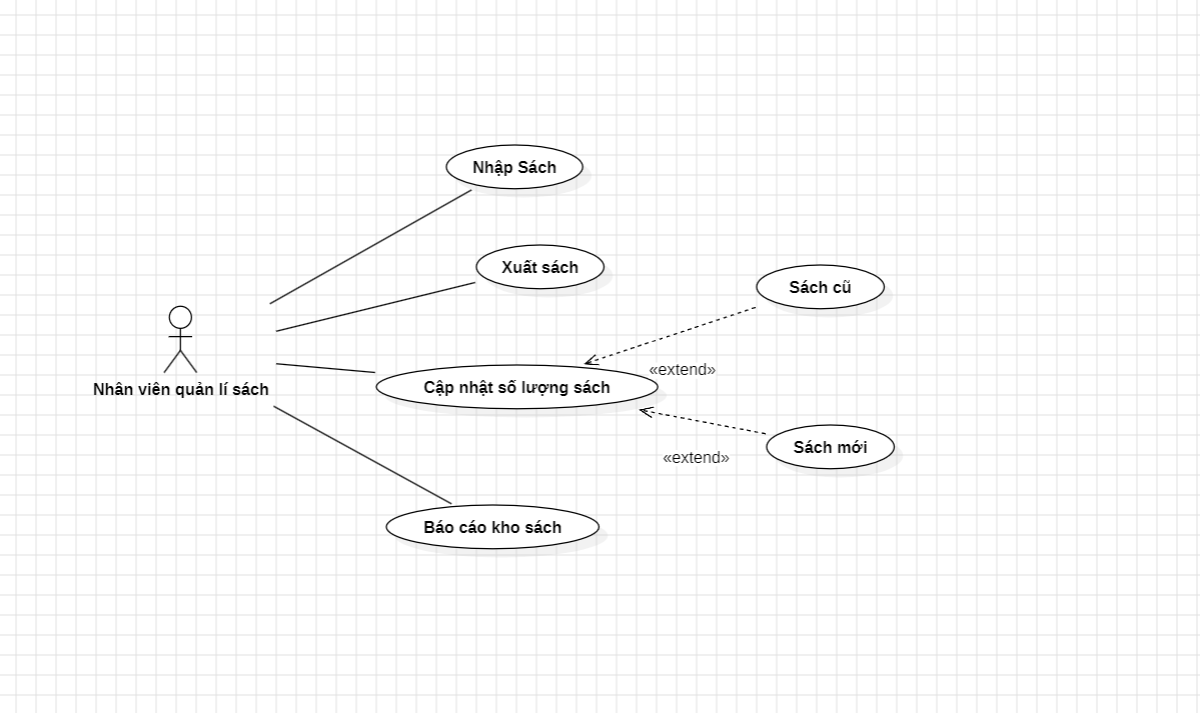 Nhập Sách
Xuất sách
Sách cũ
«extend»
Nhân viên quản lí sách
Cập nhật số lượng sách
Sách mới
«extend»
Báo cáo kho sách